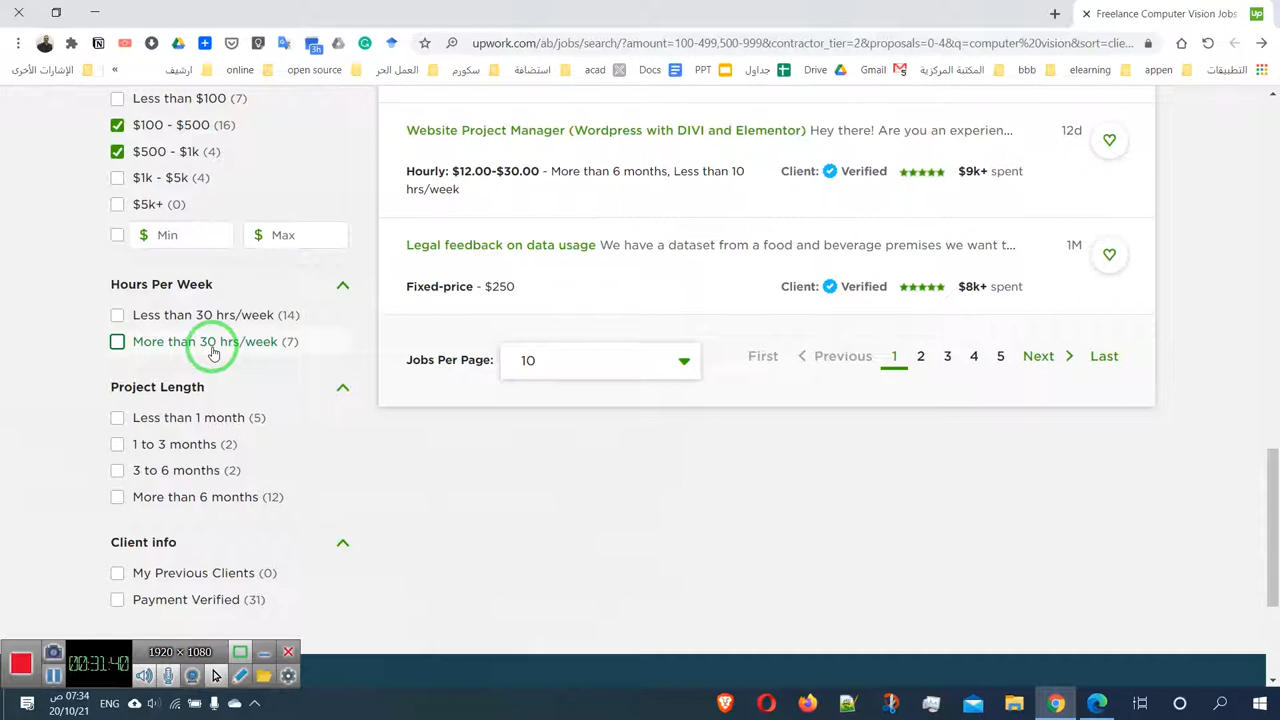 Freelance Computer Vision Jobs
upwork.com/ab/jobs/search/?amount=100-499,500-999&contractor_tier=2&proposals=0-4&q=computer%20vision&sort=clie...
3h
الإشارات الأخرى
«
ارشيف
online
open source
العمل الحر
سكورم
استضافة
acad
Docs
PPT
جداول
Drive
Gmail
المكتبة المركزية
bbb
elearning
appen
التطبيقات
Less than $100 (7)
$100 - $500 (16)
$500 - $1k (4)
$1k - $5k (4)
$5k+ (0)
$ Min
$ Max
Hours Per Week
Less than 30 hrs/week (14)
More than 30 hrs/week (7)
Project Length
Less than 1 month (5)
1 to 3 months (2)
3 to 6 months (2)
More than 6 months (12)
Client info
My Previous Clients (0)
Payment Verified (31)
Website Project Manager (Wordpress with DIVI and Elementor) Hey there! Are you an experien...
12d
Hourly: $12.00-$30.00 - More than 6 months, Less than 10
hrs/week
Client: Verified $9k+ spent
Legal feedback on data usage We have a dataset from a food and beverage premises we want t...
1M
Fixed-price - $250
Client: Verified $8k+ spent
Jobs Per Page: 10
First Previous 1 2 3 4 5 Next Last
1920 × 1080
00:31:40
ENG
07:34 ص
20/10/21